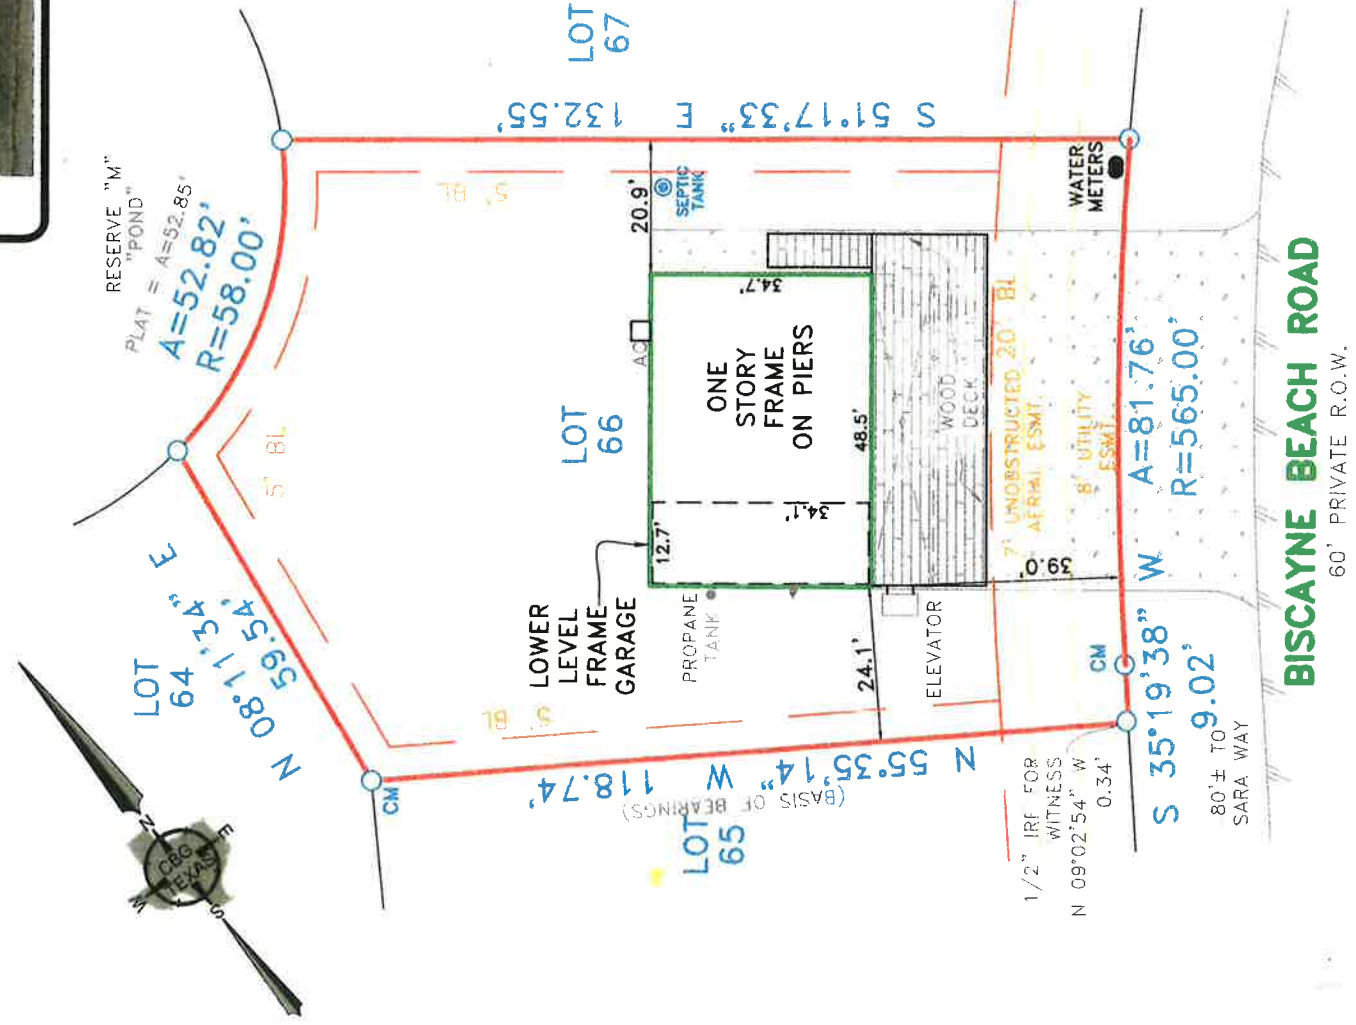 RESERVE "M"
"POND"
PLAT = A=52.85'
A=52.82'
R=58.00'
LOT
67
S 51°17'33" E 132.55'
5' BL
5' BL
LOT
64
N 08°11'34" E
59.54'
N
E
S
W
CBG
TEXAS
CM
LOT
66
20.9'
SEPTIC
TANK
AC
34.7'
ONE
STORY
FRAME
ON PIERS
48.5'
34.1'
12.7'
LOWER
LEVEL
FRAME
GARAGE
PROPANE
TANK
5' BL
24.1'
ELEVATOR
WOOD
DECK
N 55°35'14" W 118.74'
(BASIS OF BEARINGS)
LOT
65
WATER
METERS
7' UNOBSTRUCTED 20' BL
AERIAL ESMT.
8' UTILITY
ESMT.
39.0'
A=81.76'
R=565.00'
CM
S 35°19'38" W
9.02'
1/2" IRF FOR
WITNESS
N 09°02'54" W
0.34'
80'± TO
SARA WAY
BISCAYNE BEACH ROAD
60' PRIVATE R.O.W.